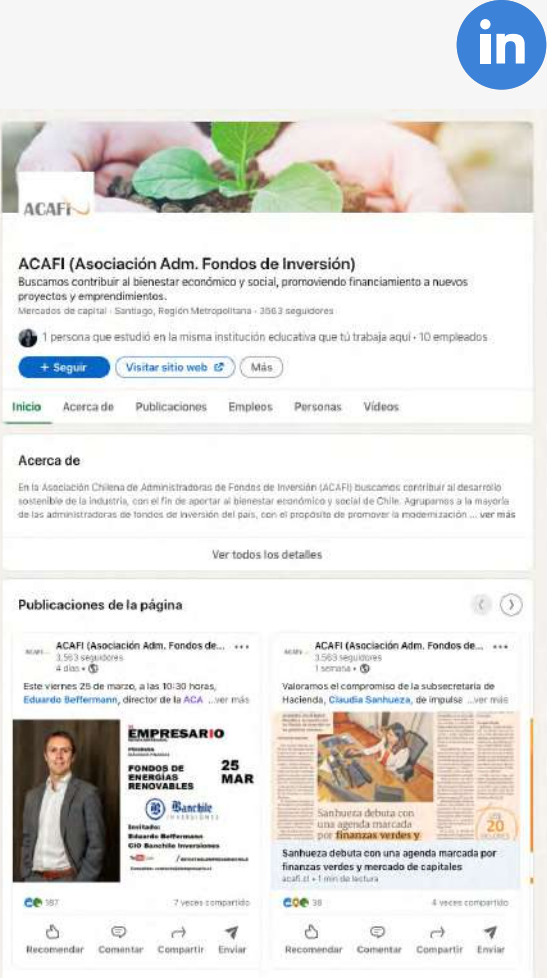 in
ACAFI
ACAFI (Asociación Adm. Fondos de Inversión)
Buscamos contribuir al bienestar económico y social, promoviendo financiamiento a nuevos
proyectos y emprendimientos.
Mercados de capital · Santiago, Región Metropolitana · 3563 seguidores
1 persona que estudió en la misma institución educativa que tú trabaja aquí · 10 empleados
+ Seguir
Visitar sitio web
Más
Inicio Acerca de Publicaciones Empleos Personas Vídeos
Acerca de
En la Asociación Chilena de Administradoras de Fondos de Inversión (ACAFI) buscamos contribuir al desarrollo
sostenible de la industria, con el fin de aportar al bienestar económico y social de Chile. Agrupamos a la mayoría
de las administradoras de fondos de inversión del país, con el propósito de promover la modernización ... ver más
Ver todos los detalles
Publicaciones de la página
ACAFI (Asociación Adm. Fondos de...
3.563 seguidores
4 días •
Este viernes 25 de marzo, a las 10:30 horas,
Eduardo Beffermann, director de la ACA ...ver más
EMPRESARIO
FONDOS DE
ENERGÍAS
RENOVABLES
25
MAR
Banchile
INVERSIONES
Invitado:
Eduardo Beffermann
CIO Banchile Inversiones
187
7 veces compartido
Recomendar Comentar Compartir Enviar
ACAFI (Asociación Adm. Fondos de...
3.563 seguidores
1 semana •
Valoramos el compromiso de la subsecretaria de
Hacienda, Claudia Sanhueza, de impulse ...ver más
Sanhueza debuta con
una agenda marcada
por finanzas verdes y
20
Sanhueza debuta con una agenda marcada por
finanzas verdes y mercado de capitales
acafi.cl • 1 min de lectura
38
4 veces compartido
Recomendar Comentar Compartir Enviar